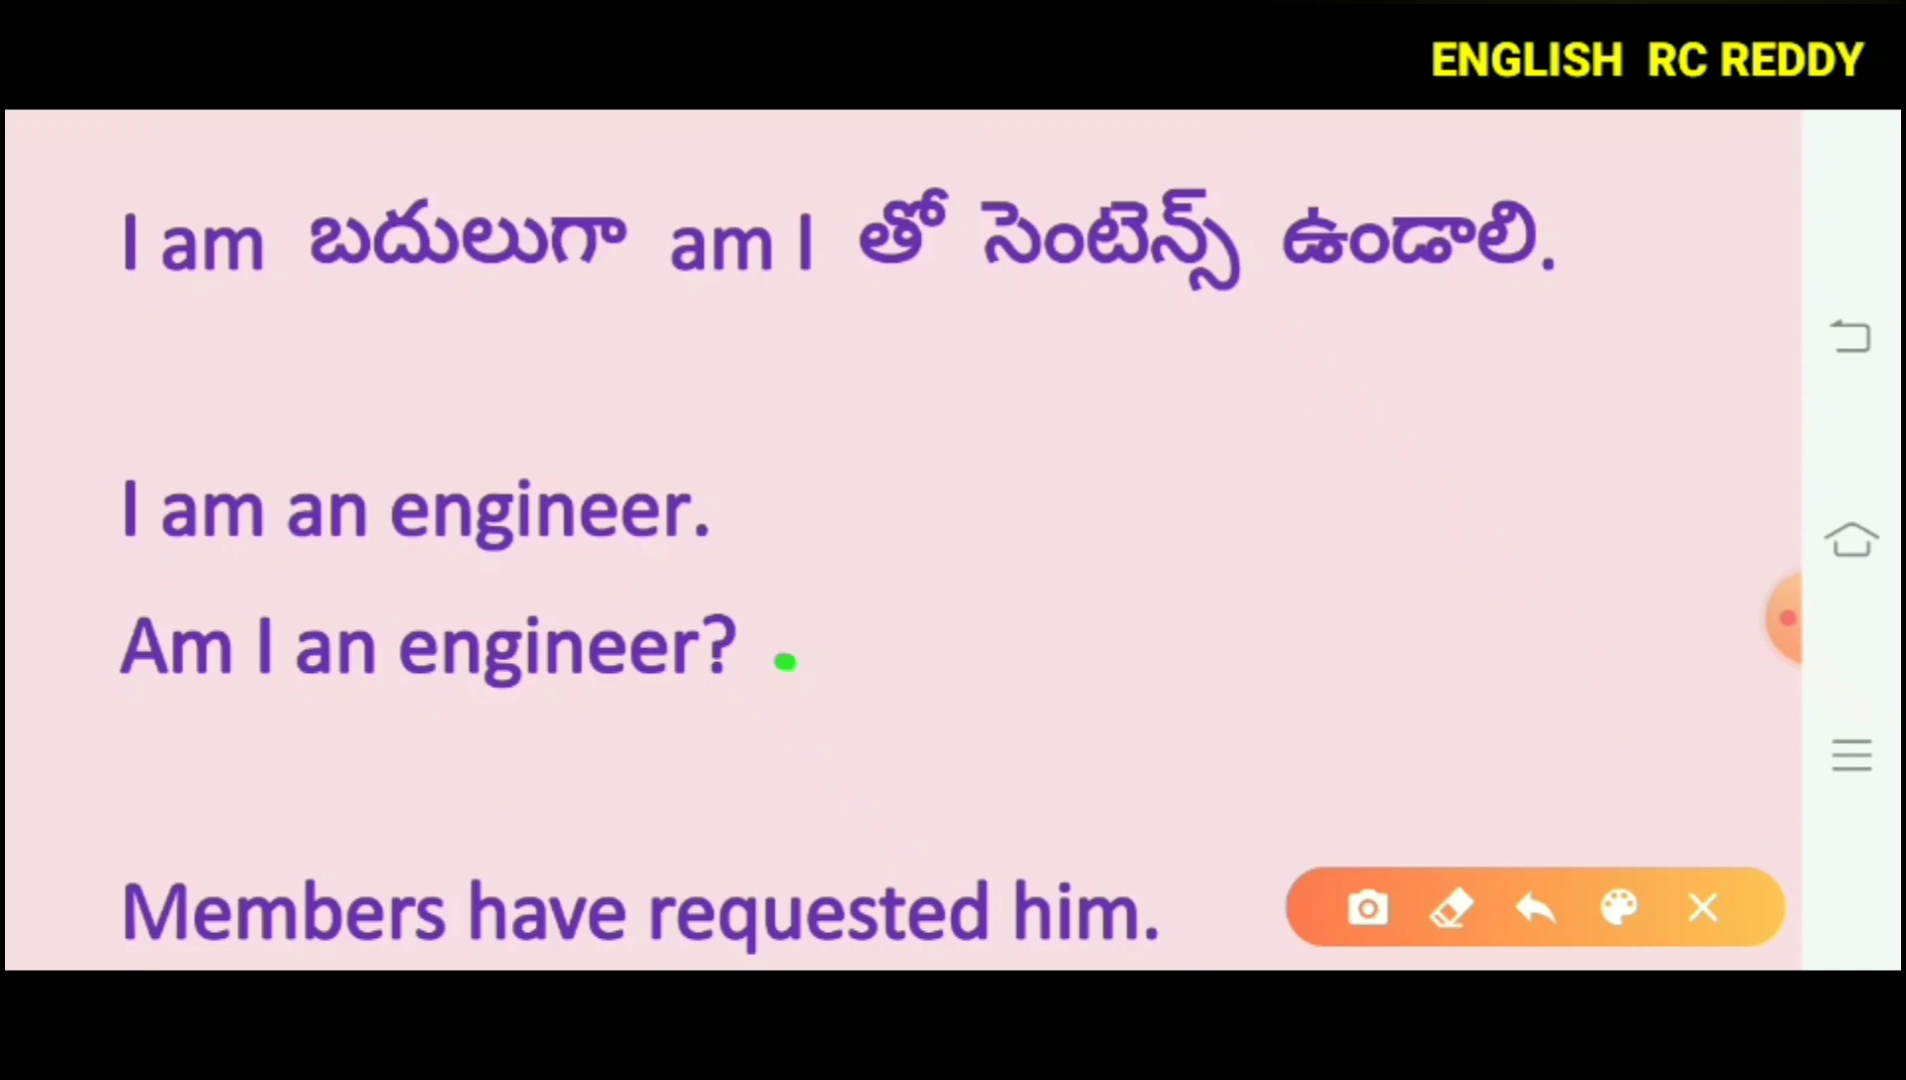 ENGLISH RC REDDY
I am బదులుగా am I తో సెంటెన్స్ ఉండాలి.
I am an engineer.
Am I an engineer?
Members have requested him.